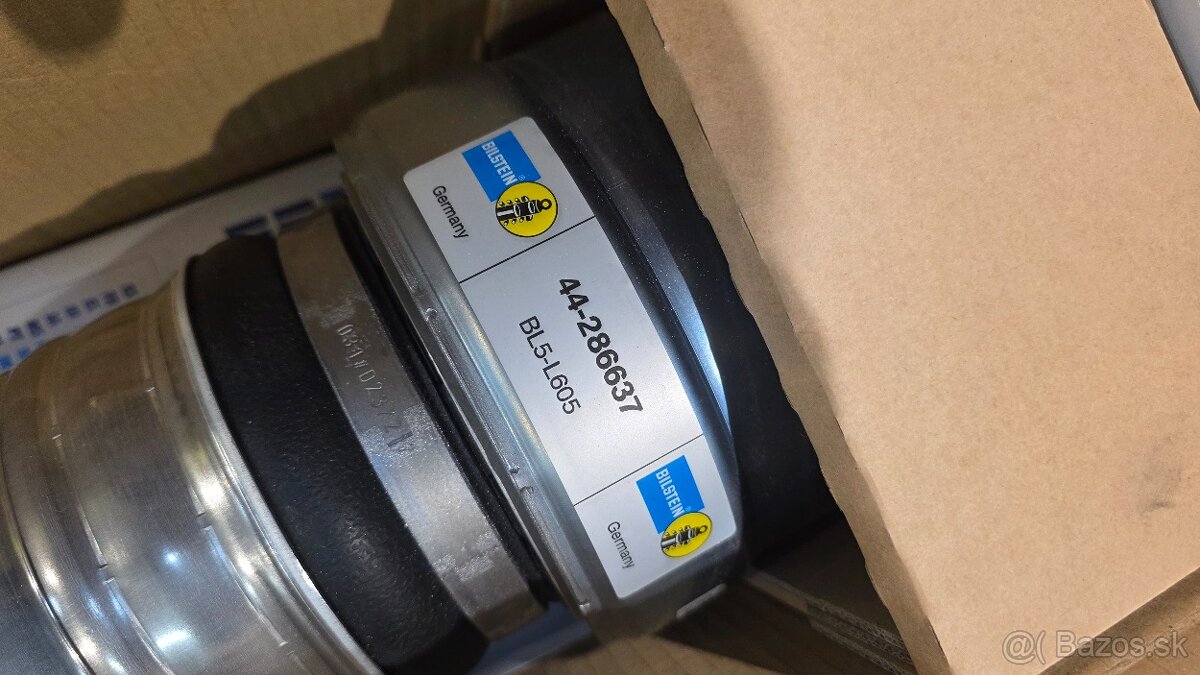 BILSTEIN®
Germany
44-286637
BL5-L605
BILSTEIN
Germany
@( Bazos.sk